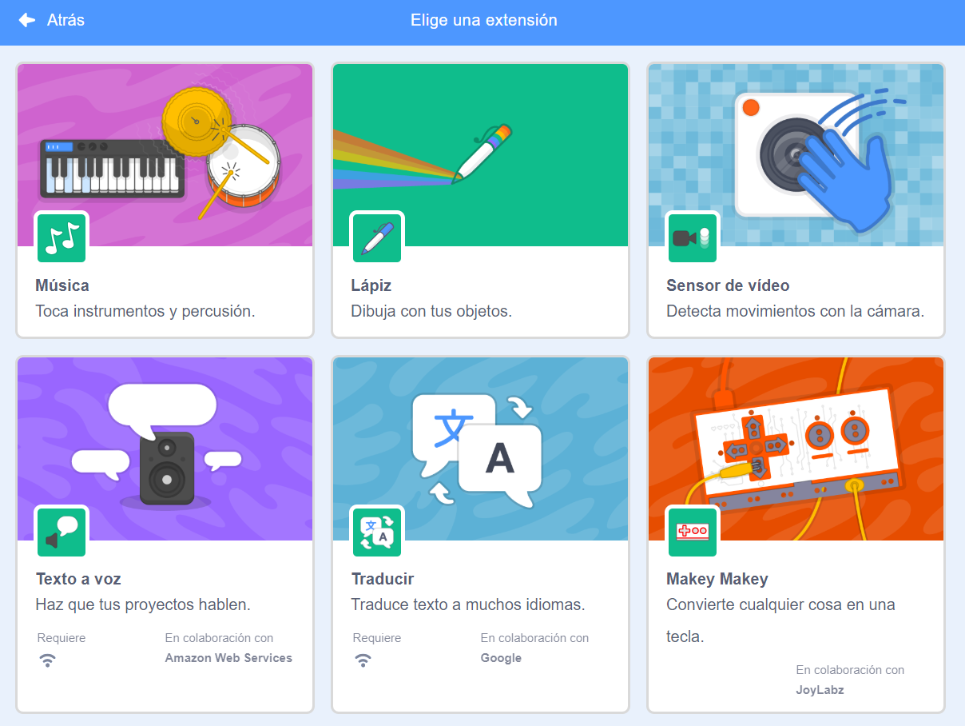 Atrás
Elige una extensión
Música
Toca instrumentos y percusión.
Lápiz
Dibuja con tus objetos.
Sensor de vídeo
Detecta movimientos con la cámara.
文
A
文
A
Texto a voz
Haz que tus proyectos hablen.
Requiere
En colaboración con
Amazon Web Services
Traducir
Traduce texto a muchos idiomas.
Requiere
En colaboración con
Google
Makey Makey
Convierte cualquier cosa en una
tecla.
En colaboración con
JoyLabz